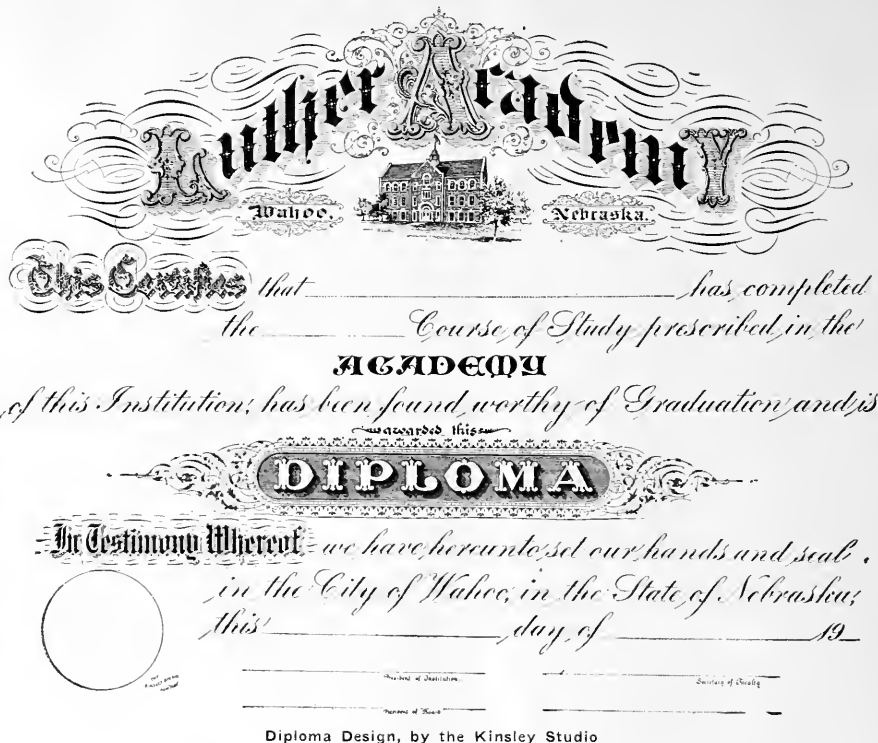 Luther Academy
Wahoo, Nebraska.
This Certifies that has completed
the Course of Study prescribed in the
ACADEMY
of this Institution, has been found worthy of Graduation and is
awarded this
DIPLOMA
In Testimony Whereof we have hereunto set our hands and seal
in the City of Wahoo, in the State of Nebraska,
this day of 19
President of Institution. Secretary of Faculty
President of Board
Diploma Design, by the Kinsley Studio